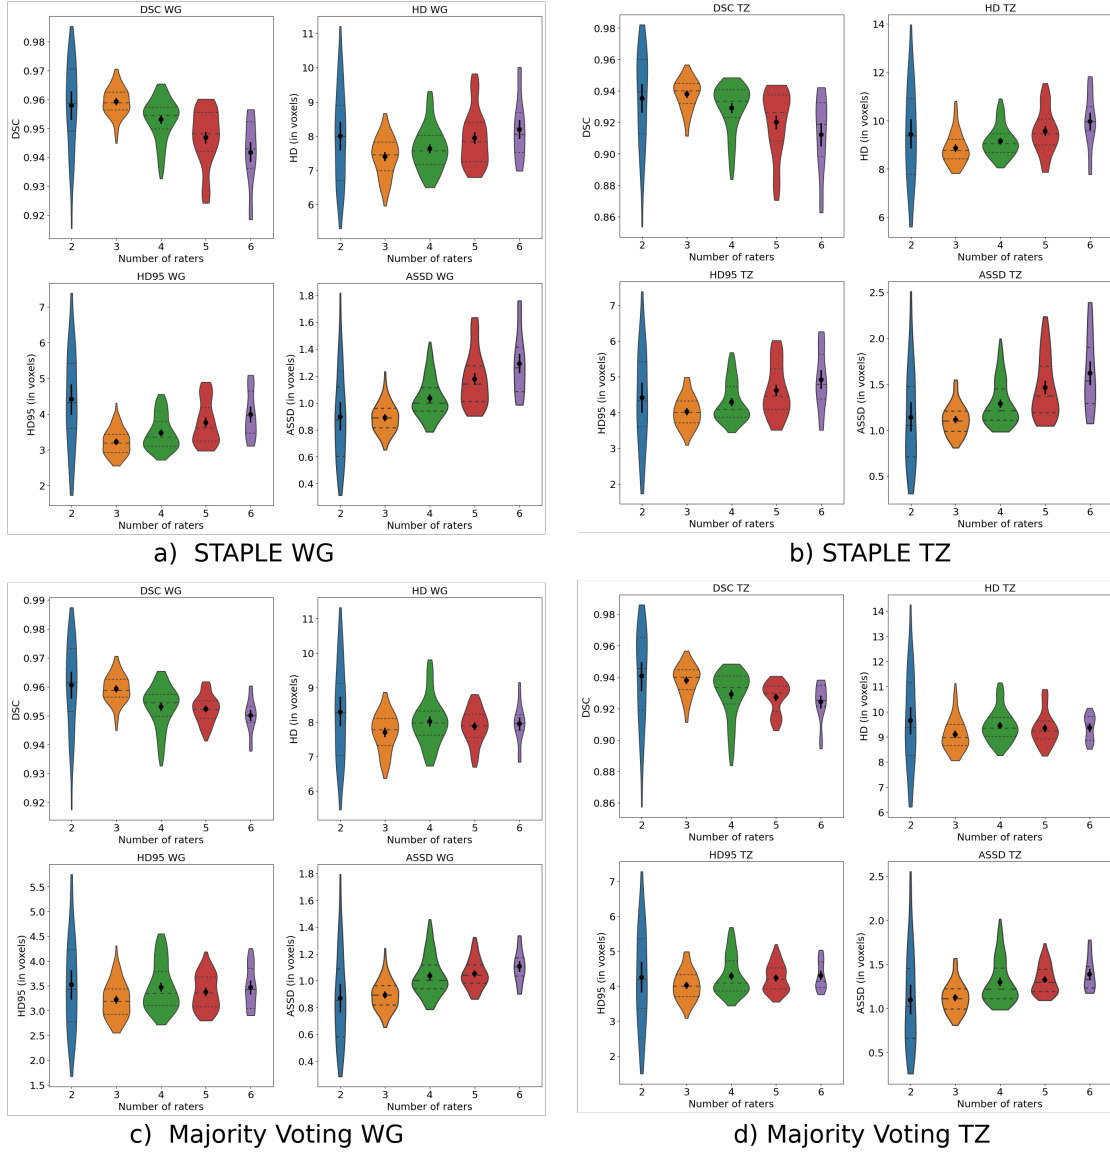 DSC WG
HD WG
DSC
0.98
0.97
0.96
0.95
0.94
0.93
0.92
2 3 4 5 6
Number of raters
HD (in voxels)
11
10
9
8
7
6
2 3 4 5 6
Number of raters
HD95 WG
ASSD WG
HD95 (in voxels)
7
6
5
4
3
2
2 3 4 5 6
Number of raters
ASSD (in voxels)
1.8
1.6
1.4
1.2
1.0
0.8
0.6
0.4
2 3 4 5 6
Number of raters
a) STAPLE WG
DSC TZ
HD TZ
DSC
0.98
0.96
0.94
0.92
0.90
0.88
0.86
2 3 4 5 6
Number of raters
HD (in voxels)
14
12
10
8
6
2 3 4 5 6
Number of raters
HD95 TZ
ASSD TZ
HD95 (in voxels)
7
6
5
4
3
2
2 3 4 5 6
Number of raters
ASSD (in voxels)
2.5
2.0
1.5
1.0
0.5
2 3 4 5 6
Number of raters
b) STAPLE TZ
DSC WG
HD WG
DSC
0.99
0.98
0.97
0.96
0.95
0.94
0.93
0.92
2 3 4 5 6
Number of raters
HD (in voxels)
11
10
9
8
7
6
2 3 4 5 6
Number of raters
HD95 WG
ASSD WG
HD95 (in voxels)
5.5
5.0
4.5
4.0
3.5
3.0
2.5
2.0
1.5
2 3 4 5 6
Number of raters
ASSD (in voxels)
1.8
1.6
1.4
1.2
1.0
0.8
0.6
0.4
2 3 4 5 6
Number of raters
c) Majority Voting WG
DSC TZ
HD TZ
DSC
0.98
0.96
0.94
0.92
0.90
0.88
0.86
2 3 4 5 6
Number of raters
HD (in voxels)
14
13
12
11
10
9
8
7
6
2 3 4 5 6
Number of raters
HD95 TZ
ASSD TZ
HD95 (in voxels)
7
6
5
4
3
2
2 3 4 5 6
Number of raters
ASSD (in voxels)
2.5
2.0
1.5
1.0
0.5
2 3 4 5 6
Number of raters
d) Majority Voting TZ